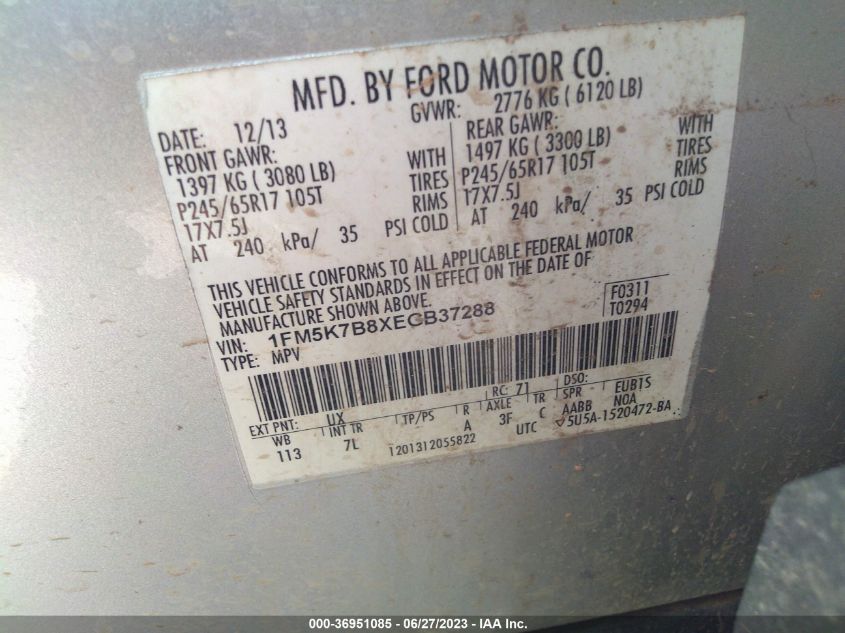 MFD. BY FORD MOTOR CO.
DATE: 12/13 GVWR: 2776 KG ( 6120 LB)
FRONT GAWR: REAR GAWR:
1397 KG ( 3080 LB) WITH 1497 KG ( 3300 LB) WITH
P245/65R17 105T TIRES P245/65R17 105T TIRES
17X7.5J RIMS 17X7.5J RIMS
AT 240 kPa/ 35 PSI COLD AT 240 kPa/ 35 PSI COLD
THIS VEHICLE CONFORMS TO ALL APPLICABLE FEDERAL MOTOR
VEHICLE SAFETY STANDARDS IN EFFECT ON THE DATE OF
MANUFACTURE SHOWN ABOVE.
VIN: 1FM5K7B8XEGB37288 F0311
TYPE: MPV T0294
EXT PNT: UX RC: 71 DSO:
WB INT TR TP/PS R AXLE TR SPR EUBTS
113 7L A 3F C AABB NOA
1201312055822 UTC ▽5U5A-1520472-BA
000-36951085 - 06/27/2023 - IAA Inc.